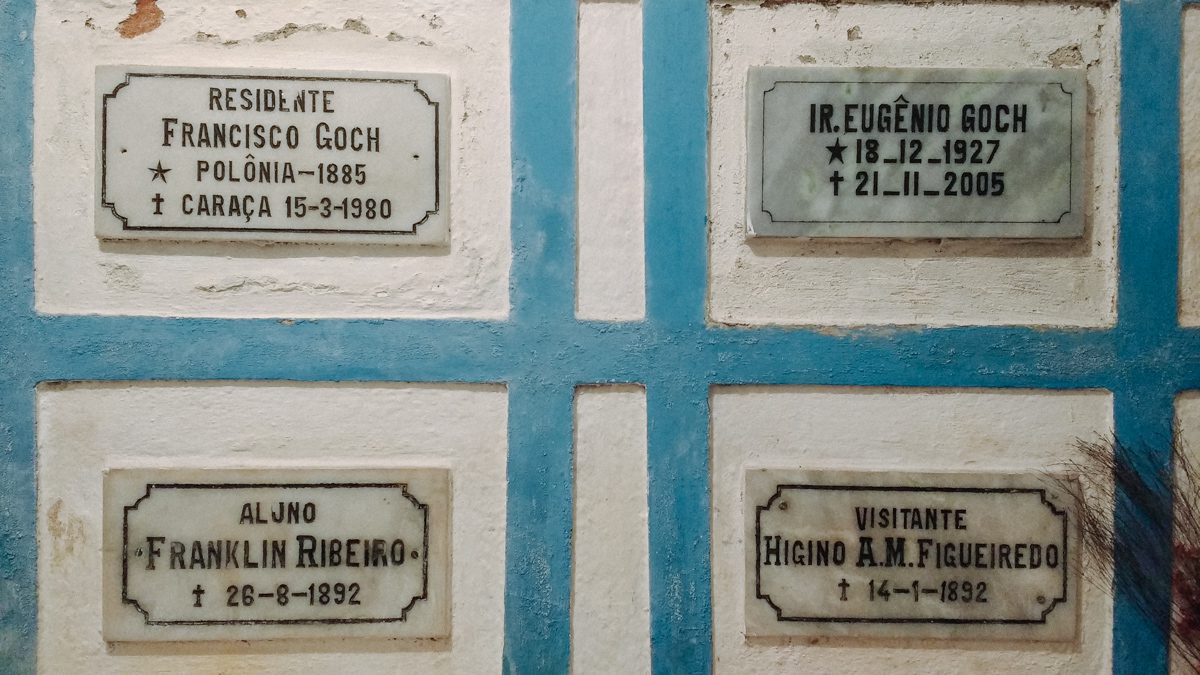 RESIDENTE
FRANCISCO GOCH
★ POLÔNIA-1885
✝ CARAÇA 15-3-1980
IR. EUGÊNIO GOCH
★ 18_12_1927
✝ 21_11_2005
ALUNO
FRANKLIN RIBEIRO
✝ 26-8-1892
VISITANTE
HIGINO A.M. FIGUEIREDO
✝ 14-1-1892